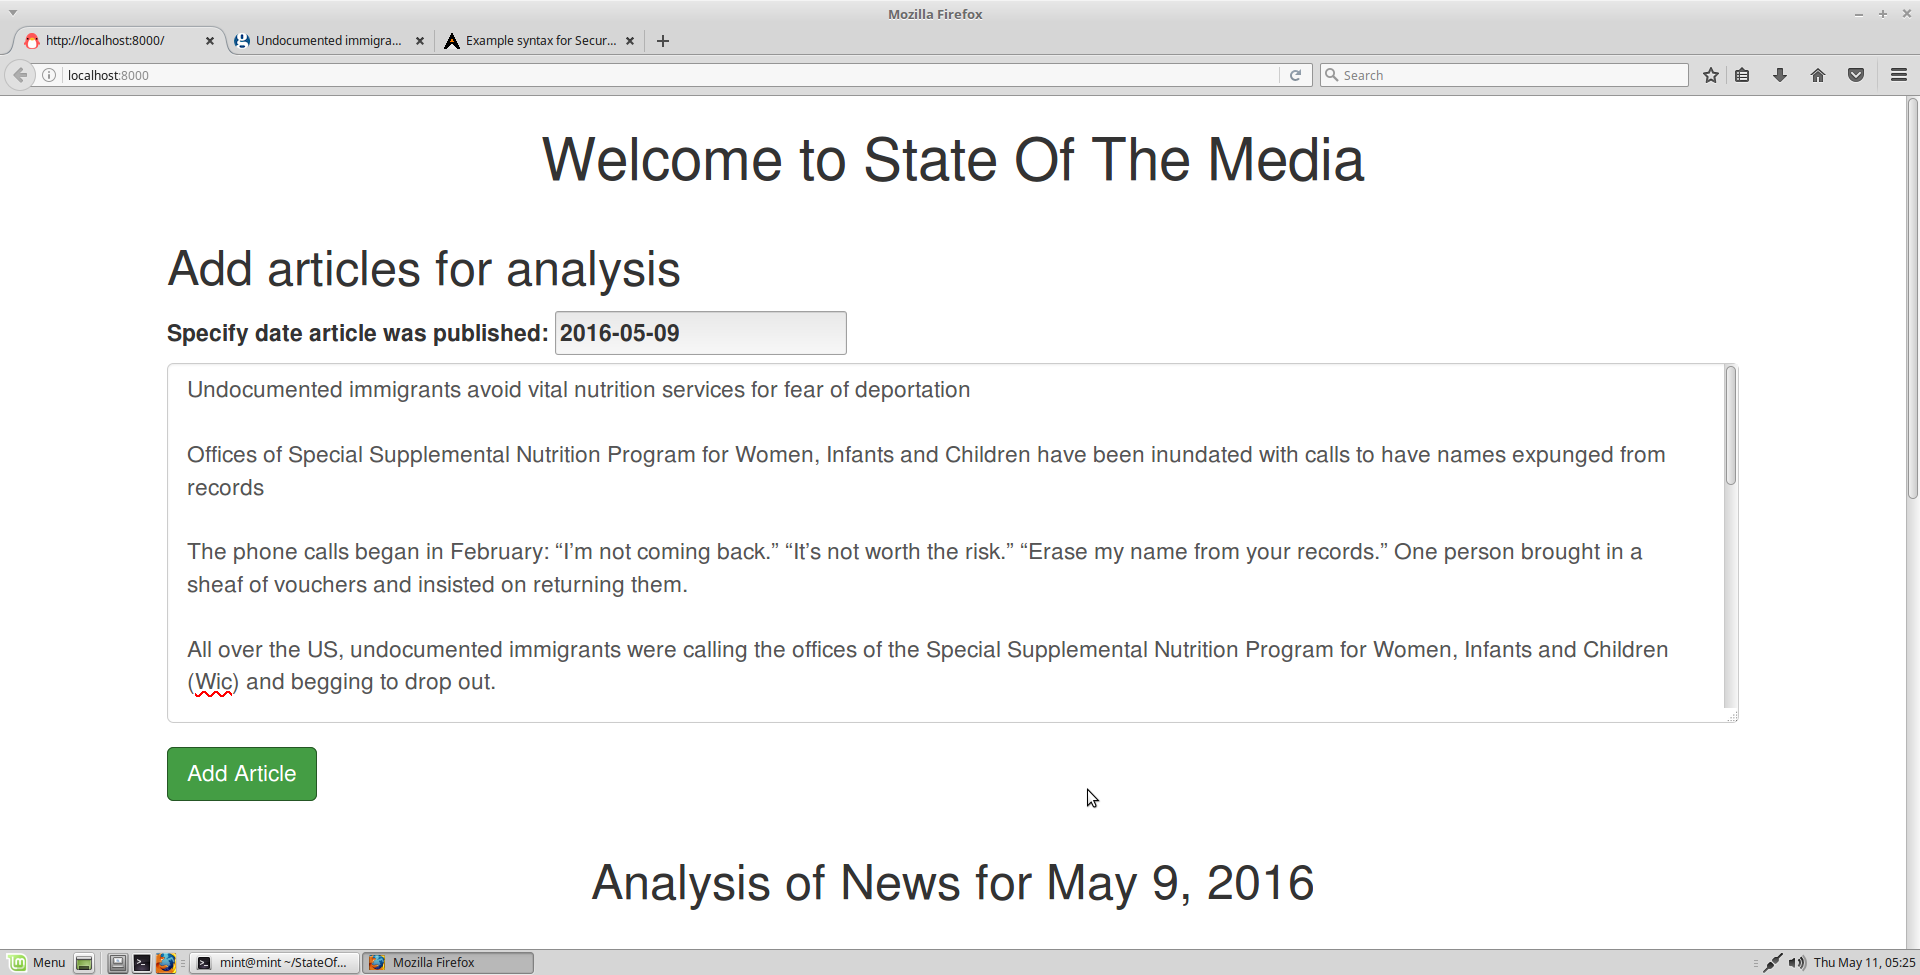 Mozilla Firefox
http://localhost:8000/
Undocumented immigra...
Example syntax for Secur...
localhost:8000
Search
Welcome to State Of The Media
Add articles for analysis
Specify date article was published: 2016-05-09
Undocumented immigrants avoid vital nutrition services for fear of deportation
Offices of Special Supplemental Nutrition Program for Women, Infants and Children have been inundated with calls to have names expunged from
records
The phone calls began in February: “I’m not coming back.” “It’s not worth the risk.” “Erase my name from your records.” One person brought in a
sheaf of vouchers and insisted on returning them.
All over the US, undocumented immigrants were calling the offices of the Special Supplemental Nutrition Program for Women, Infants and Children
(Wic) and begging to drop out.
Add Article
Analysis of News for May 9, 2016
Menu
mint@mint ~/StateOf...
Mozilla Firefox
Thu May 11, 05:25